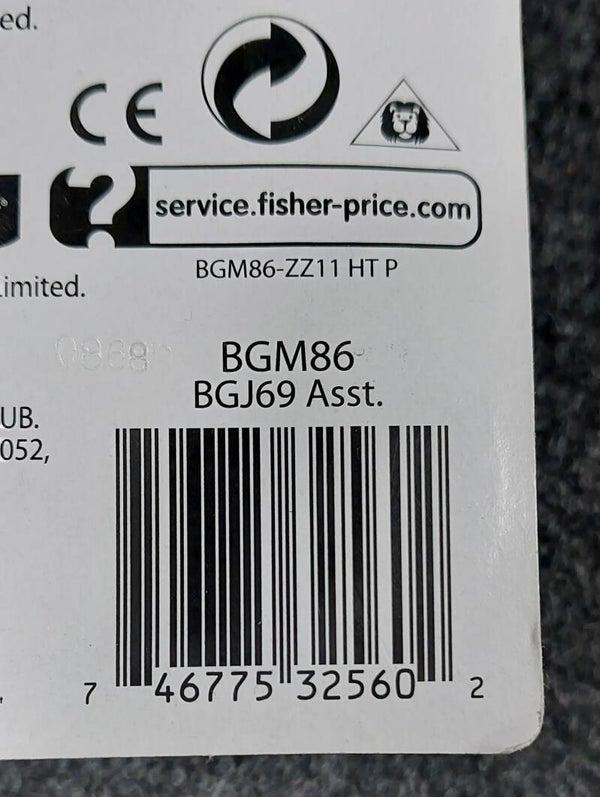 ed.
CE
service.fisher-price.com
BGM86-ZZ11 HT P
imited.
BGM86
BGJ69 Asst.
UB.
052,
7 46775 32560 2